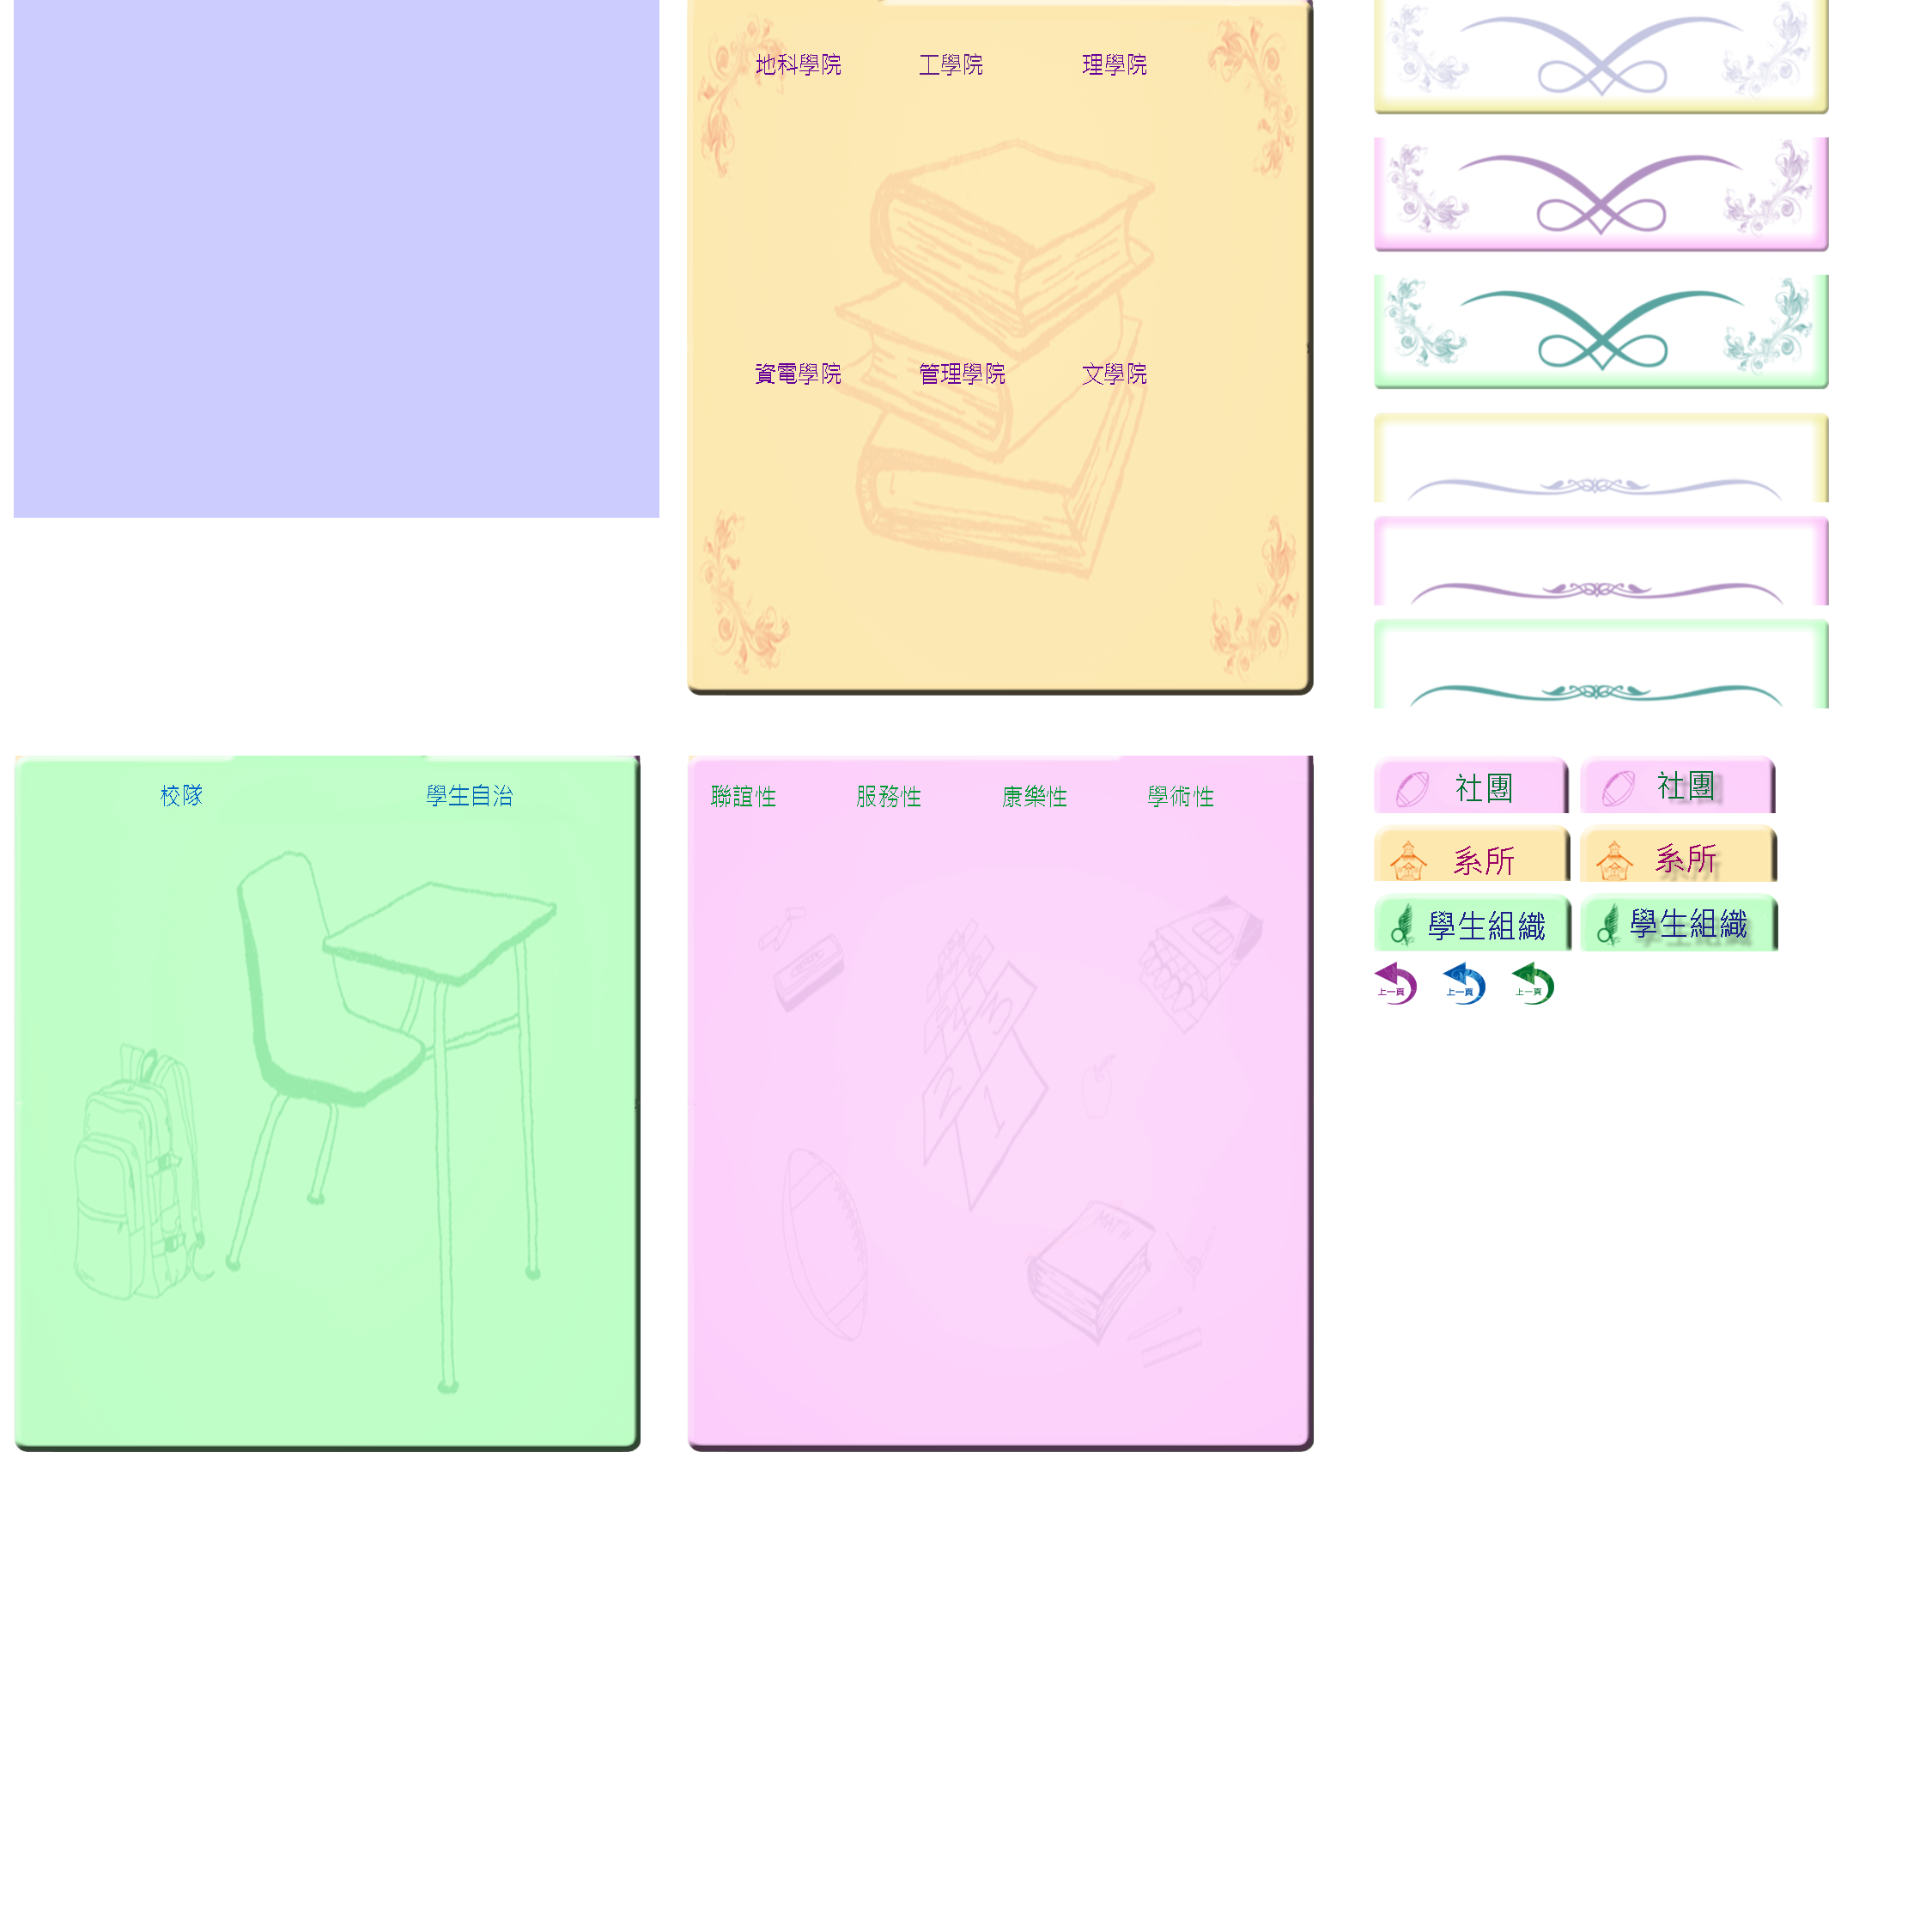 地科學院 工學院 理學院
資電學院 管理學院 文學院
校隊 學生自治
聯誼性 服務性 康樂性 學術性
MATH
社團 社團
系所 系所
學生組織 學生組織
上一頁 上一頁 上一頁